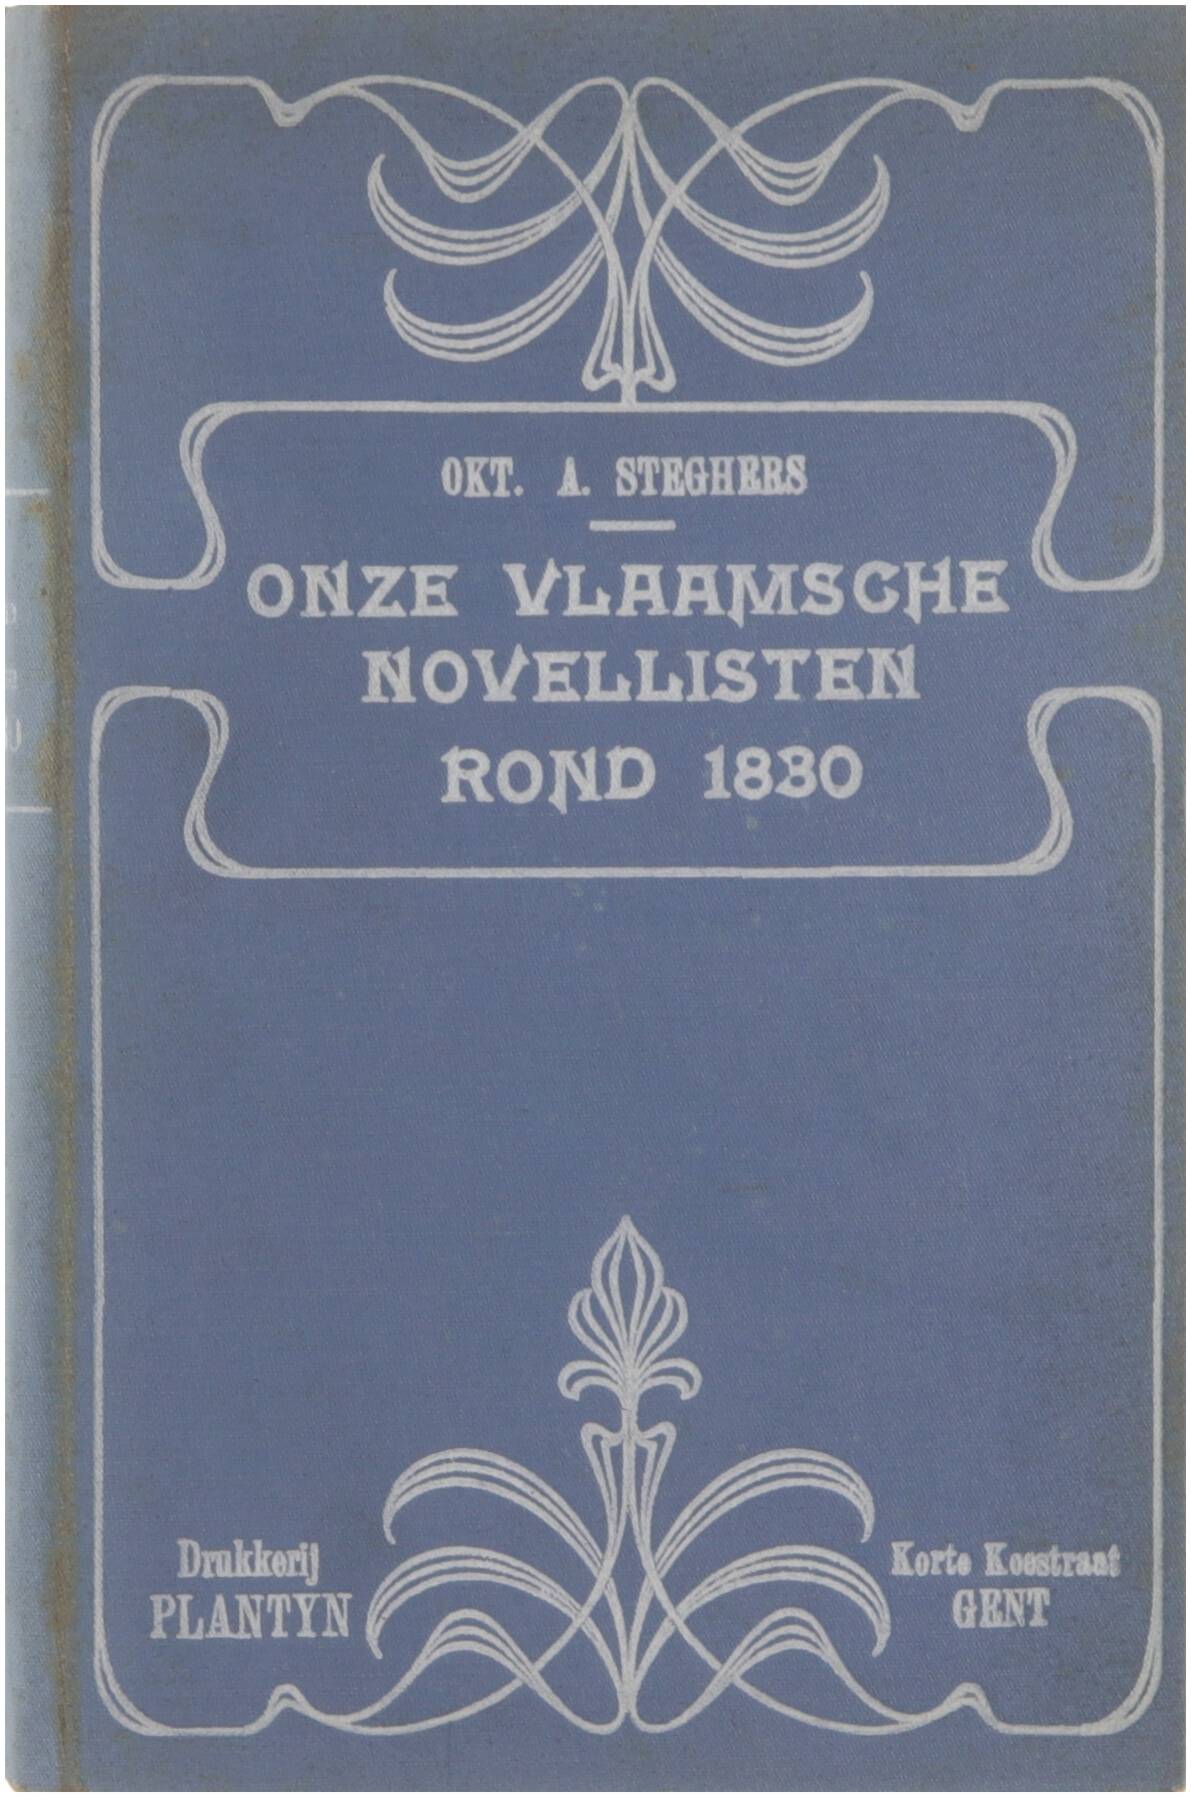 OKT. A. STEGHERS
ONZE VLAAMSCHE
NOVELLISTEN
ROND 1830
Drukkerij
PLANTYN
Korte Koestraat
GENT